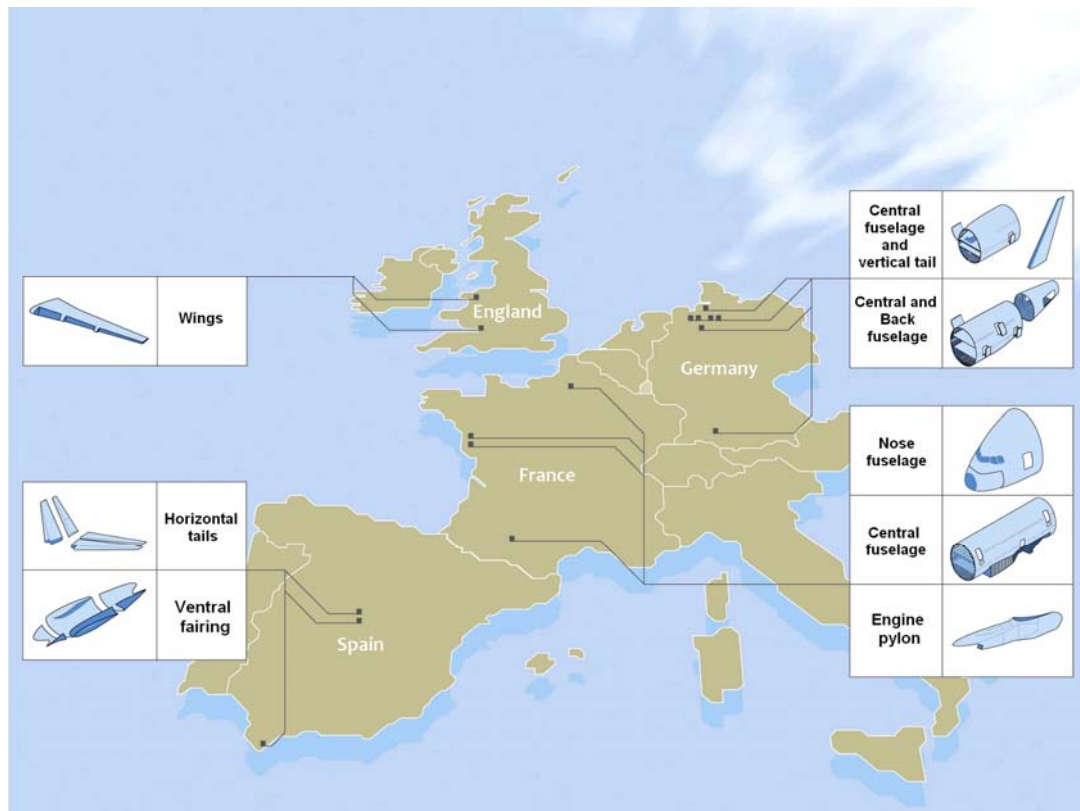 Central
fuselage
and
vertical tail
Central and
Back
fuselage
Wings
England
Germany
Nose
fuselage
France
Horizontal
tails
Central
fuselage
Ventral
fairing
Spain
Engine
pylon